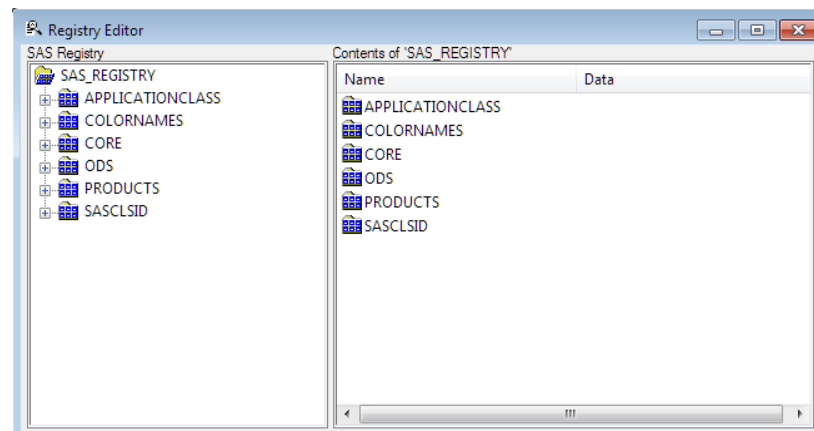 Registry Editor
SAS Registry
Contents of 'SAS_REGISTRY'
SAS_REGISTRY
APPLICATIONCLASS
COLORNAMES
CORE
ODS
PRODUCTS
SASCLSID
Name Data
APPLICATIONCLASS
COLORNAMES
CORE
ODS
PRODUCTS
SASCLSID